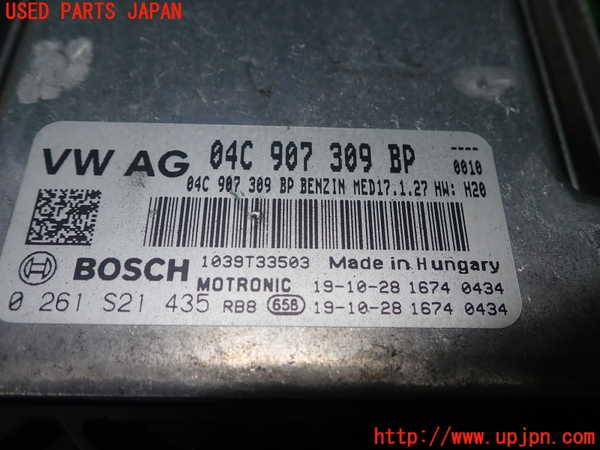 USED PARTS JAPAN
VW AG 04C 907 309 BP ----
0010
04C 907 309 BP BENZIN MED17.1.27 HW: H20
BOSCH 1039T33503 Made in Hungary
MOTRONIC 19-10-28 1674 0434
0 261 S21 435 RB8 65B 19-10-28 1674 0434
http://www.upjpn.com/